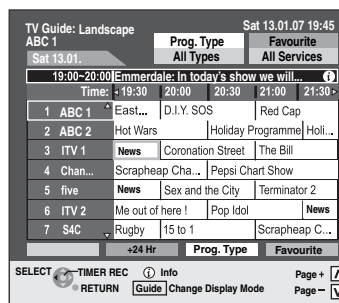 TV Guide: Landscape Sat 13.01.07 19:45
ABC 1 Prog. Type Favourite
Sat 13.01. All Types All Services
19:00~20:00 Emmerdale: In today's show we will... i
Time: 19:30 20:00 20:30 21:00 21:30
1 ABC 1 East... D.I.Y. SOS Red Cap
2 ABC 2 Hot Wars Holiday Programme Holi...
3 ITV 1 News Coronation Street The Bill
4 Chan... Scrapheap Cha... Pepsi Chart Show
5 five News Sex and the City Terminator 2
6 ITV 2 Me out of here ! Pop Idol News
7 S4C Rugby 15 to 1 Scrapheap C...
+24 Hr Prog. Type Favourite
SELECT TIMER REC i Info Page +
RETURN Guide Change Display Mode Page −